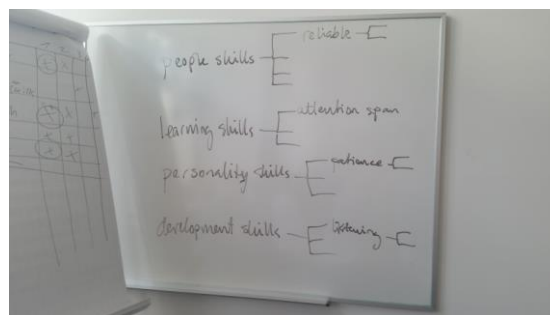 reliable
people skills
attention span
learning skills
patience
personality skills
listening
development skills